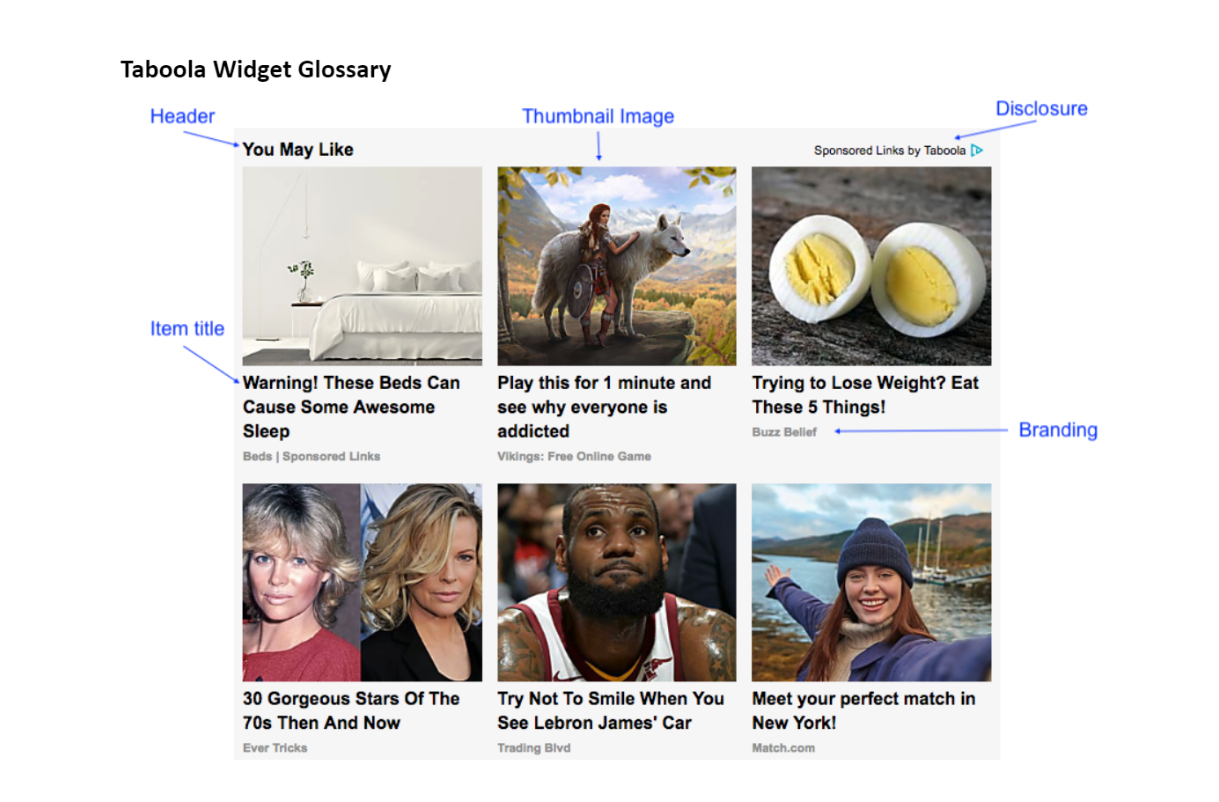 Taboola Widget Glossary
Header
Thumbnail Image
Disclosure
You May Like
Sponsored Links by Taboola
Item title
Warning! These Beds Can
Cause Some Awesome
Sleep
Beds | Sponsored Links
Play this for 1 minute and
see why everyone is
addicted
Vikings: Free Online Game
Trying to Lose Weight? Eat
These 5 Things!
Buzz Belief
Branding
30 Gorgeous Stars Of The
70s Then And Now
Ever Tricks
Try Not To Smile When You
See Lebron James' Car
Trading Blvd
Meet your perfect match in
New York!
Match.com